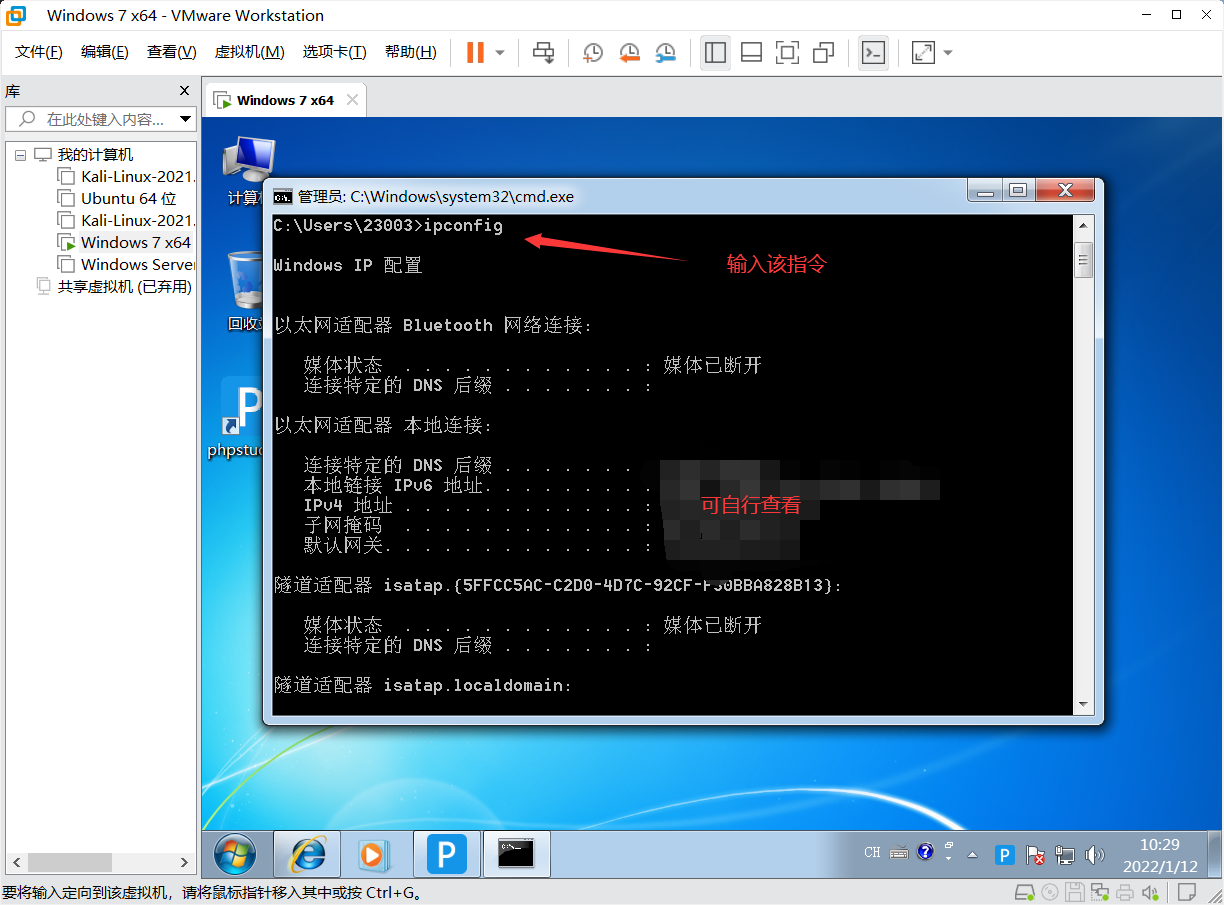 Windows 7 x64 - VMware Workstation
文件(F) 编辑(E) 查看(V) 虚拟机(M) 选项卡(T) 帮助(H)
库
在此处键入内容...
我的计算机
Kali-Linux-2021.
Ubuntu 64 位
Kali-Linux-2021.
Windows 7 x64
Windows Server
共享虚拟机 (已弃用)
Windows 7 x64
计算机
回收站
phpstud
管理员: C:\Windows\system32\cmd.exe
C:\Users\23003>ipconfig
输入该指令
Windows IP 配置
以太网适配器 Bluetooth 网络连接:
媒体状态 . . . . . . . . . . . . : 媒体已断开
连接特定的 DNS 后缀 . . . . . . . :
以太网适配器 本地连接:
连接特定的 DNS 后缀 . . . . . . .
本地链接 IPv6 地址. . . . . . . . .
IPv4 地址 . . . . . . . . . . . . :
可自行查看
子网掩码 . . . . . . . . . . . . :
默认网关. . . . . . . . . . . . . :
隧道适配器 isatap.{5FFCC5AC-C2D0-4D7C-92CF-F30BBA828B13}:
媒体状态 . . . . . . . . . . . . : 媒体已断开
连接特定的 DNS 后缀 . . . . . . . :
隧道适配器 isatap.localdomain:
CH
10:29
2022/1/12
要将输入定向到该虚拟机，请将鼠标指针移入其中或按 Ctrl+G。